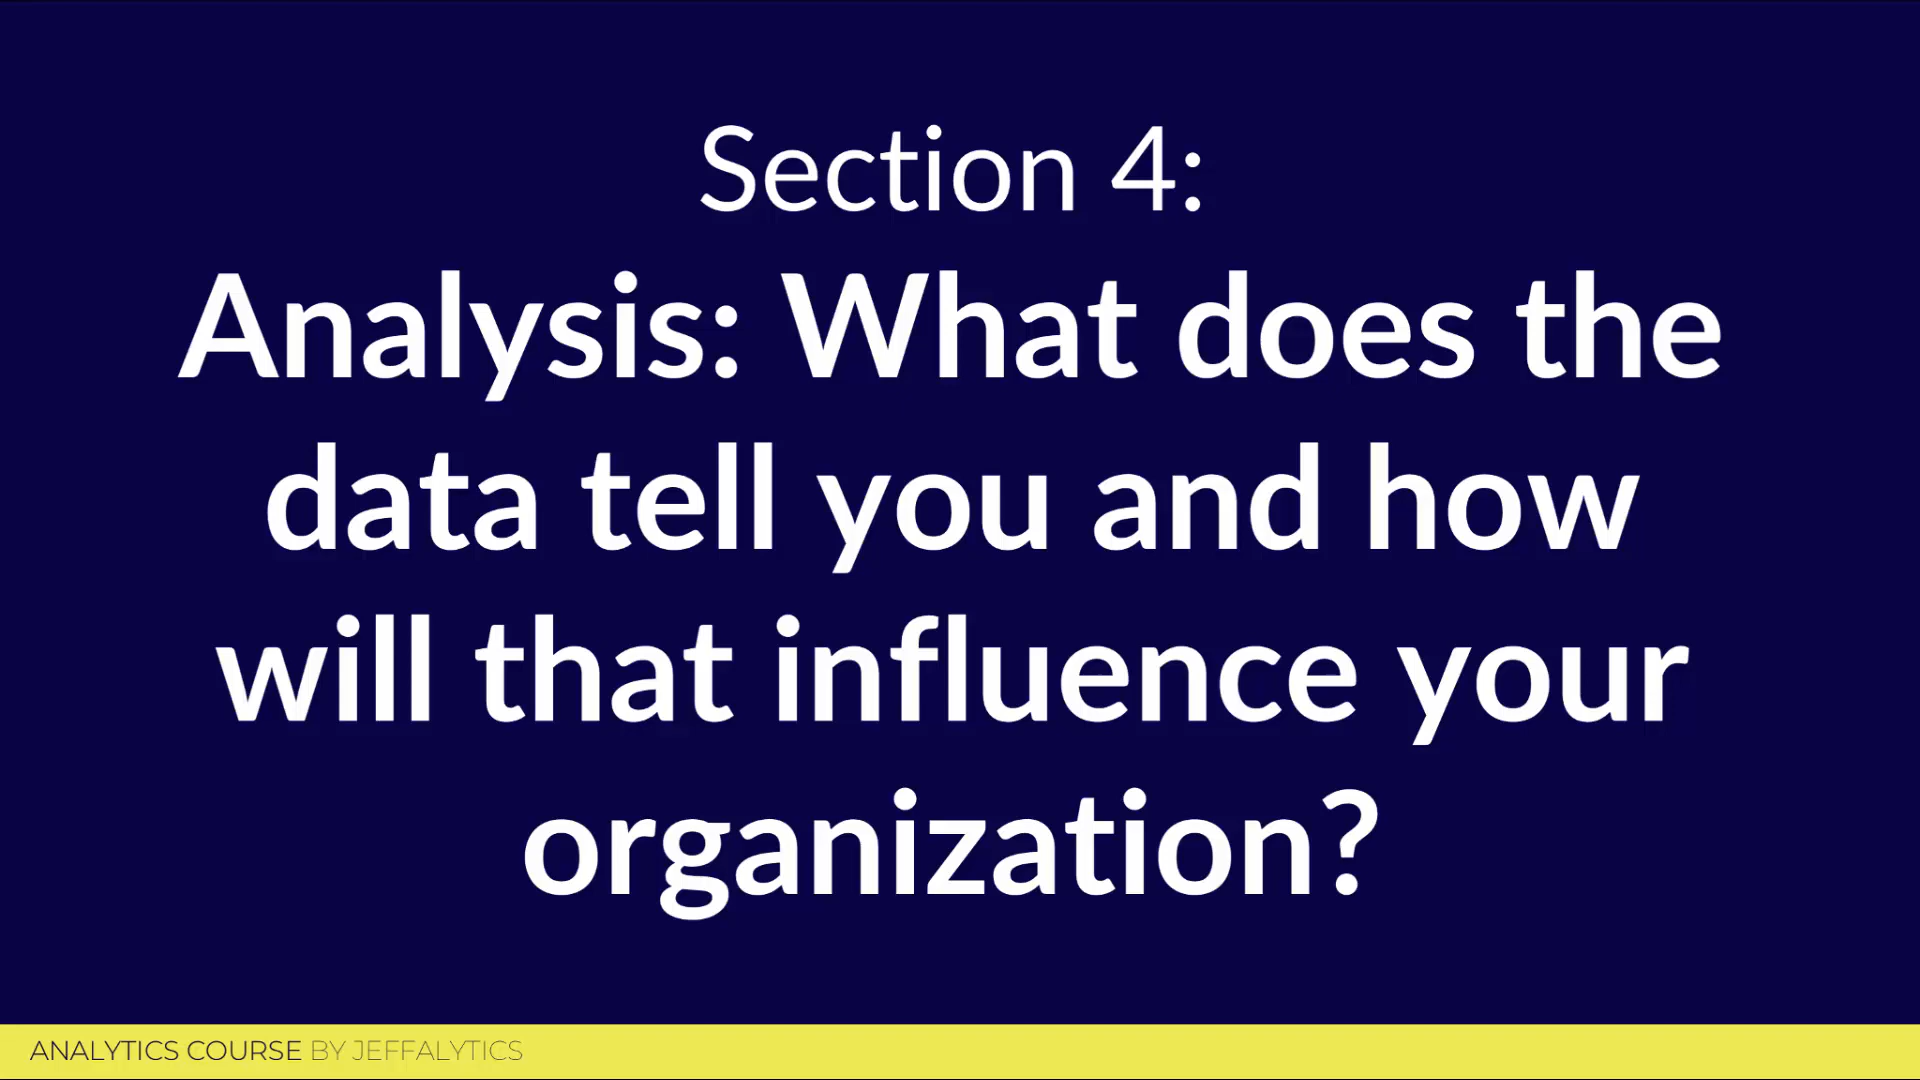 Section 4:
Analysis: What does the
data tell you and how
will that influence your
organization?
ANALYTICS COURSE BY JEFFALYTICS